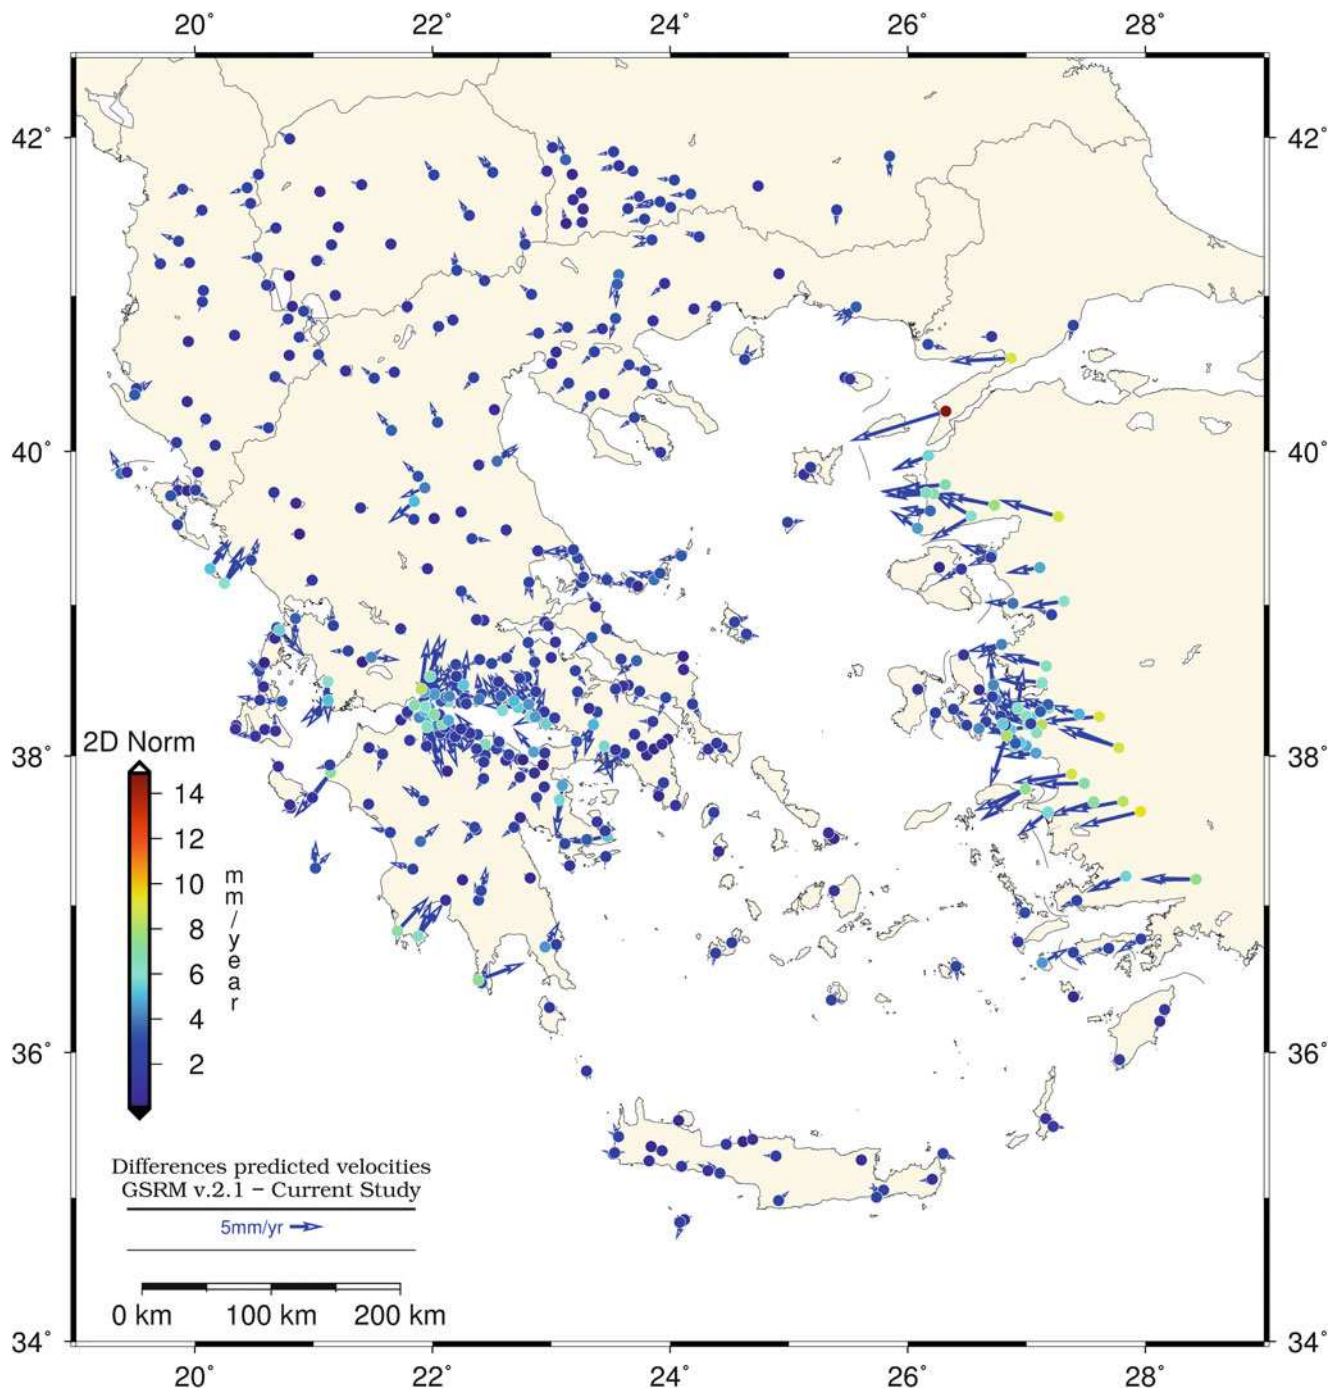 20° 22° 24° 26° 28°
42° 42°
40° 40°
38° 38°
36° 36°
34° 34°
2D Norm
14
12
10
8
6
4
2
mm/year
Differences predicted velocities
GSRM v.2.1 – Current Study
5mm/yr
0 km 100 km 200 km
20° 22° 24° 26° 28°